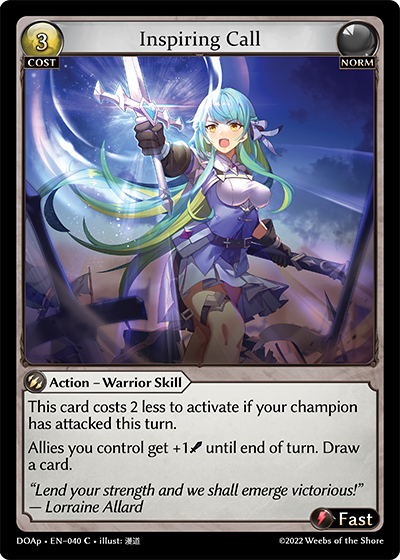 3
Inspiring Call
COST
NORM
Action – Warrior Skill
This card costs 2 less to activate if your champion
has attacked this turn.
Allies you control get +1 until end of turn. Draw
a card.
“Lend your strength and we shall emerge victorious!”
— Lorraine Allard
Fast
DOAp • EN-040 C • illust: 漫道
©2022 Weebs of the Shore